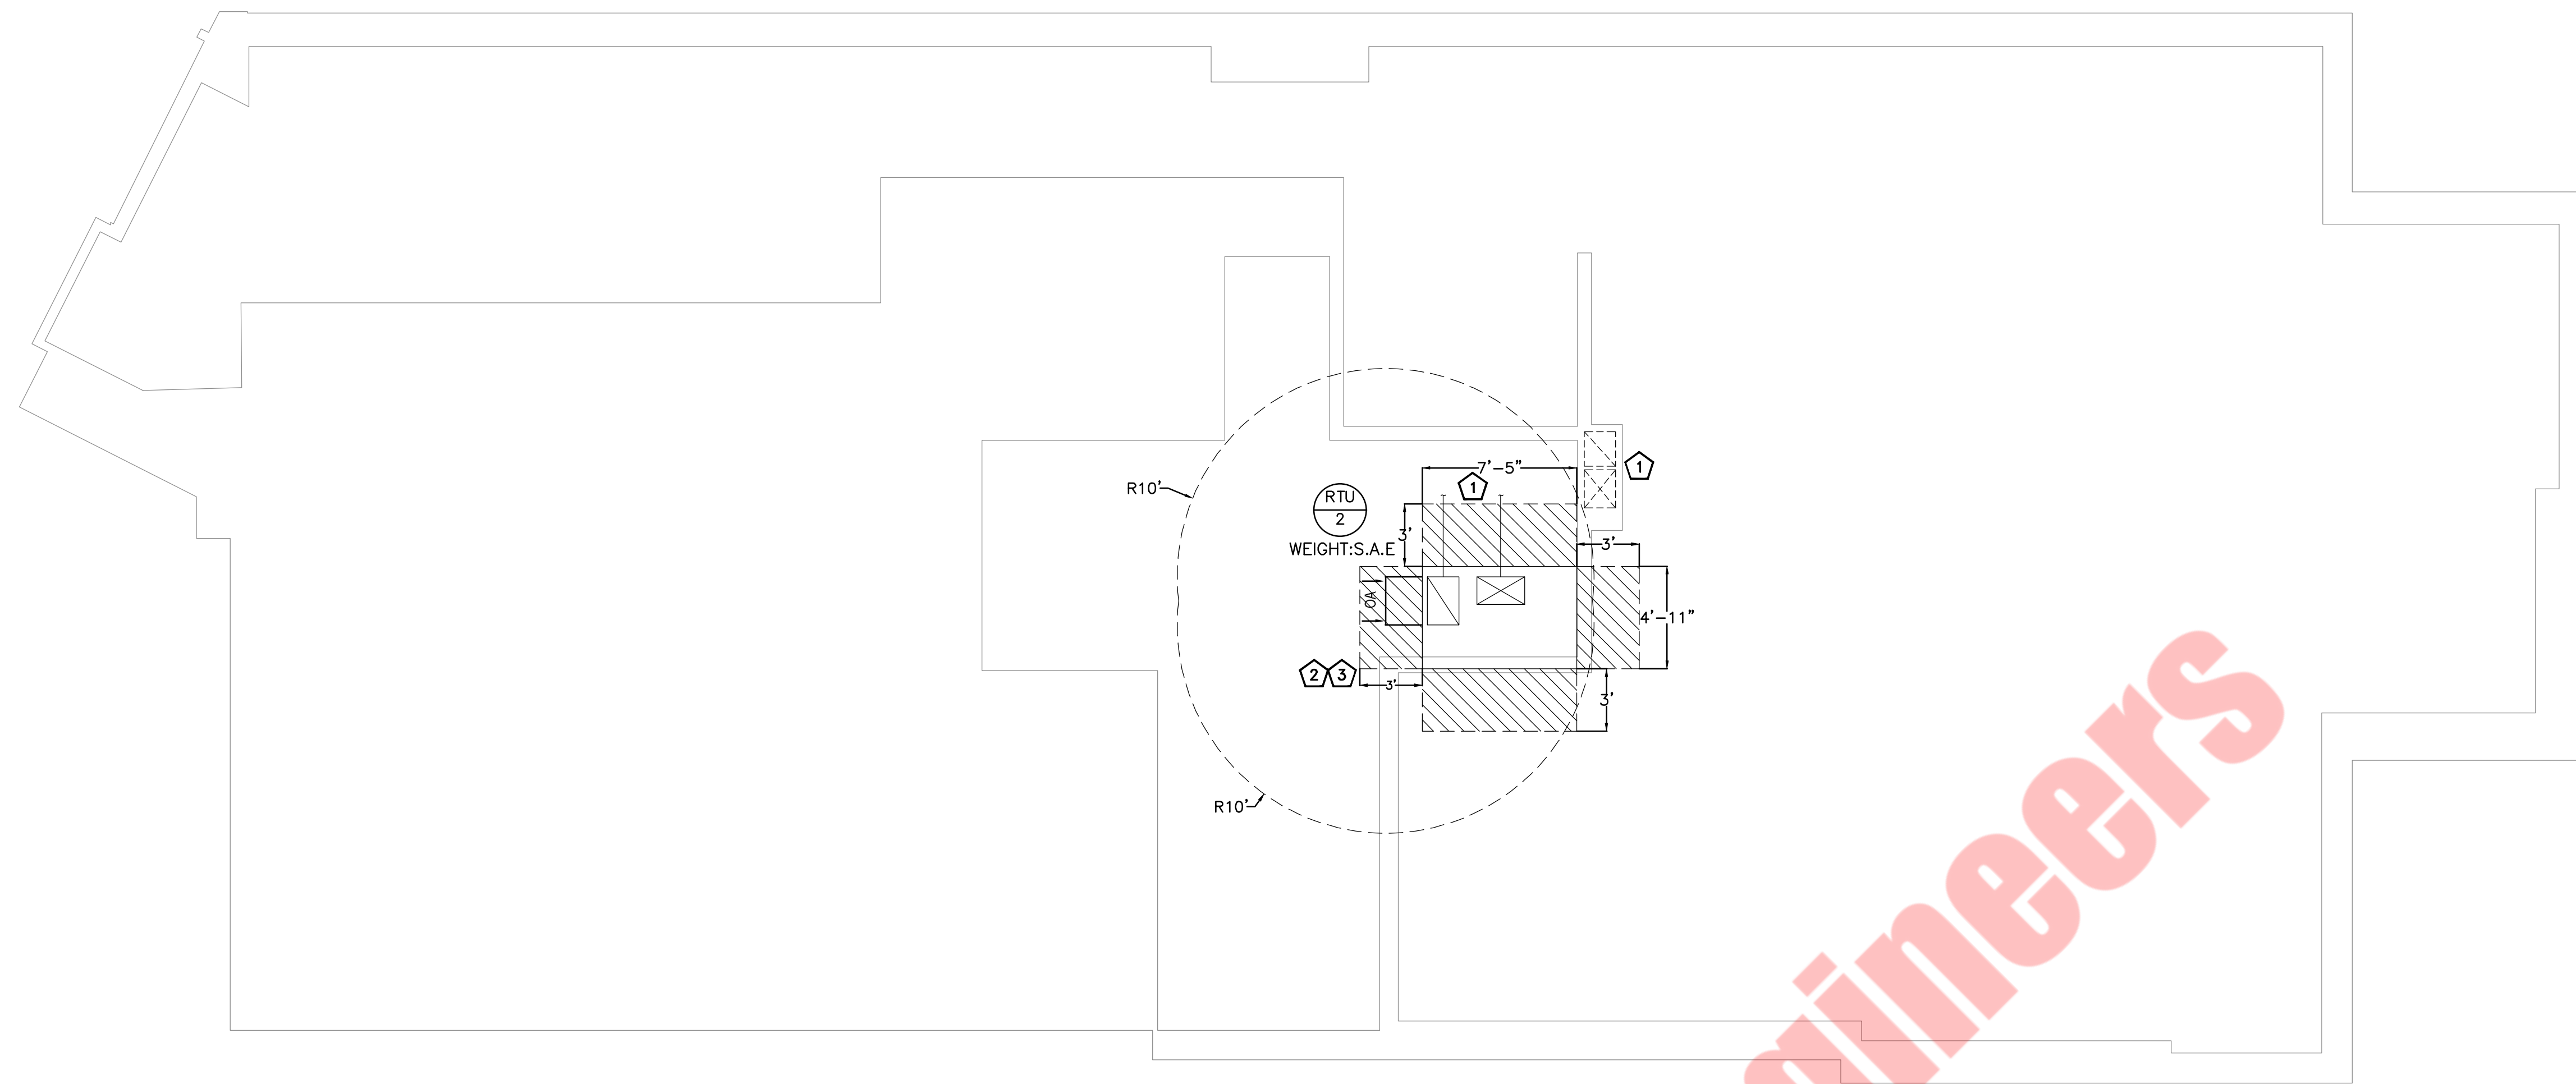 7'-5"
1
1
R10'
RTU
2
3'
WEIGHT:S.A.E
3'
OA
4'-11"
2
3
3'
3'
R10'
gineers